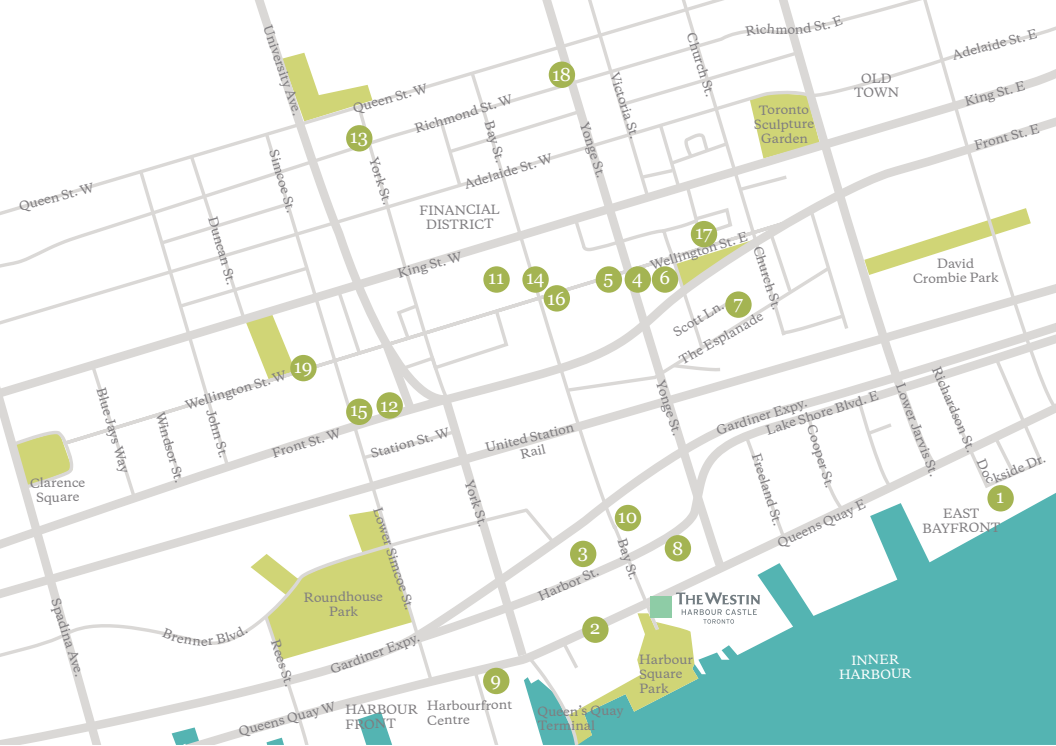 Richmond St. E
University Ave.
Church St.
Adelaide St. E
OLD
TOWN
18
Victoria St.
Queen St. W
King St. E
Richmond St. W
Toronto
Sculpture
Garden
Front St. E
13
Bay St.
Yonge St.
Simcoe St.
York St.
Adelaide St. W
Queen St. W
FINANCIAL
DISTRICT
Duncan St.
17
Wellington St. E
King St. W
Church St.
David
Crombie Park
11
14
16
5
4
6
7
Scott Ln.
The Esplanade
19
Wellington St. W
Blue Jays Way
Windsor St.
John St.
15
12
Front St. W
Station St. W
United Station
Rail
Yonge St.
Gardiner Expy.
Lake Shore Blvd. E
Lower Jarvis St.
Richardson St.
Cooper St.
Freeland St.
Dockside Dr.
1
EAST
BAYFRONT
Queens Quay E
Clarence
Square
York St.
10
3
8
Bay St.
Harbor St.
Lower Simcoe St.
Roundhouse
Park
THE WESTIN
HARBOUR CASTLE
TORONTO
2
Spadina Ave.
Brenner Blvd.
Rees St.
Gardiner Expy.
Harbour
Square
Park
INNER
HARBOUR
9
Harbourfront
Centre
HARBOUR
FRONT
Queens Quay W
Queen's Quay
Terminal